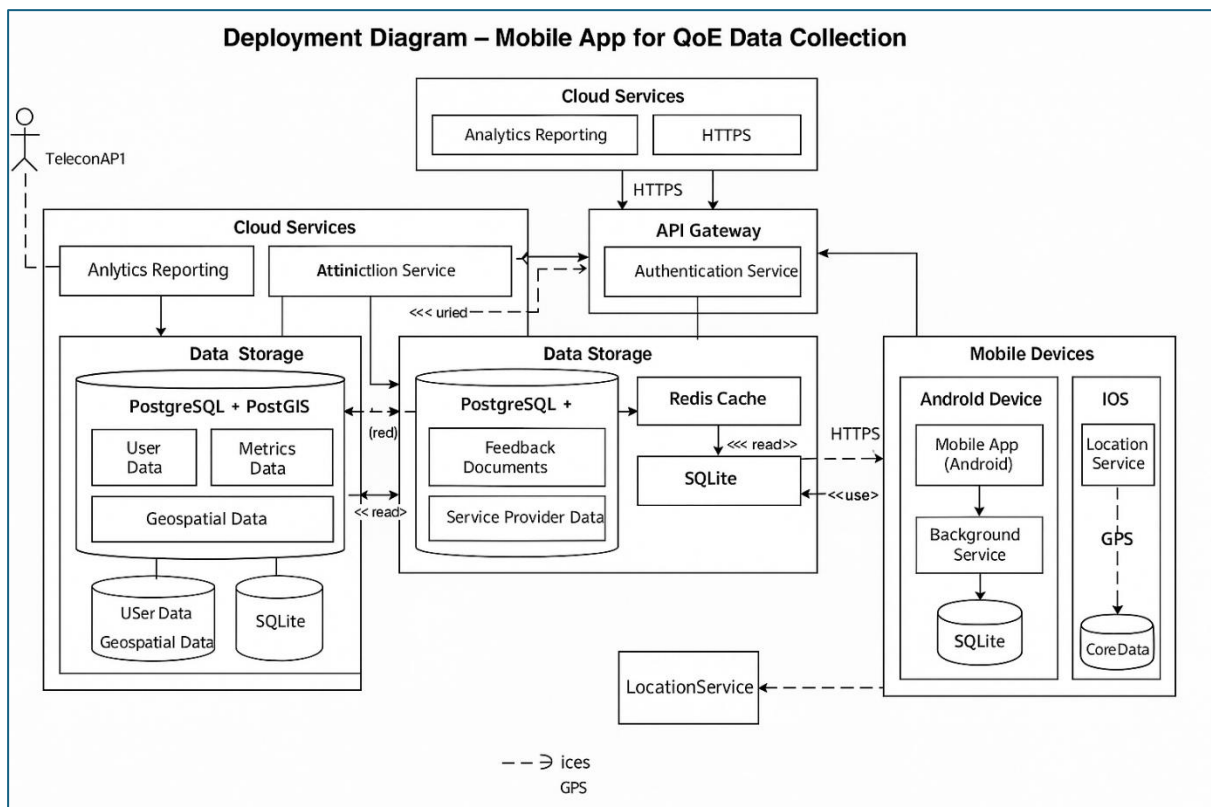 Deployment Diagram – Mobile App for QoE Data Collection
Cloud Services
Analytics Reporting
HTTPS
TeleconAP1
HTTPS
Cloud Services
Anlytics Reporting
Attinictlion Service
API Gateway
Authentication Service
<<< uried
Data Storage
PostgreSQL + PostGIS
User
Data
Metrics
Data
Geospatial Data
USer Data
Geospatial Data
SQLite
(red)
<< read>
Data Storage
PostgreSQL +
Feedback
Documents
Service Provider Data
Redis Cache
<<< read>>
SQLite
HTTPS
<<use>
Mobile Devices
Android Device
Mobile App
(Android)
Background
Service
SQLite
IOS
Location
Service
GPS
CoreData
LocationService
ices
GPS